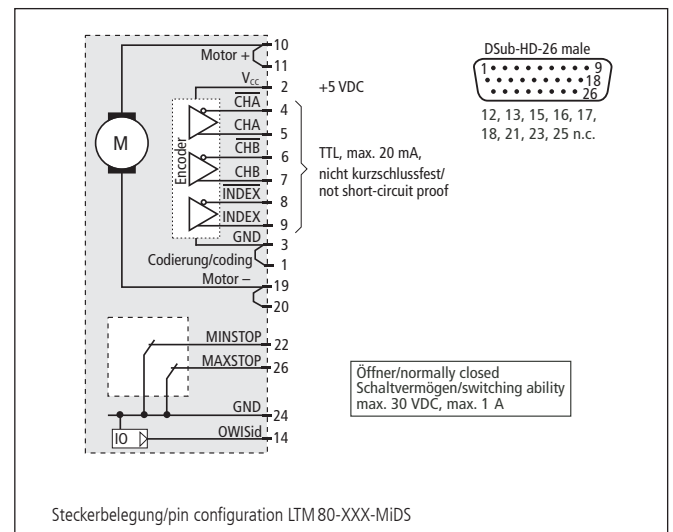 Motor + 10
11
V_CC 2 +5 VDC
C̅H̅A̅ 4
CHA 5
C̅H̅B̅ 6
CHB 7
I̅N̅D̅E̅X̅ 8
INDEX 9
GND 3
Codierung/coding 1
Motor – 19
20
M
Encoder
TTL, max. 20 mA,
nicht kurzschlussfest/
not short-circuit proof
DSub-HD-26 male
1 9
18
26
12, 13, 15, 16, 17,
18, 21, 23, 25 n.c.
MINSTOP 22
MAXSTOP 26
GND 24
IO OWISid 14
Öffner/normally closed
Schaltvermögen/switching ability
max. 30 VDC, max. 1 A
Steckerbelegung/pin configuration LTM 80-XXX-MiDS